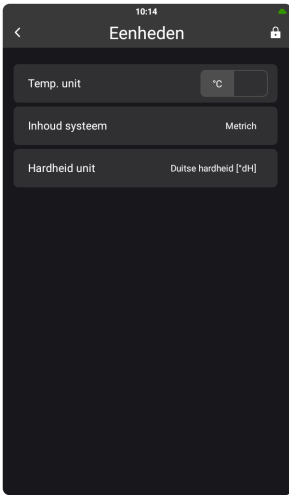 10:14
Eenheden
Temp. unit °C
Inhoud systeem Metrich
Hardheid unit Duitse hardheid [°dH]